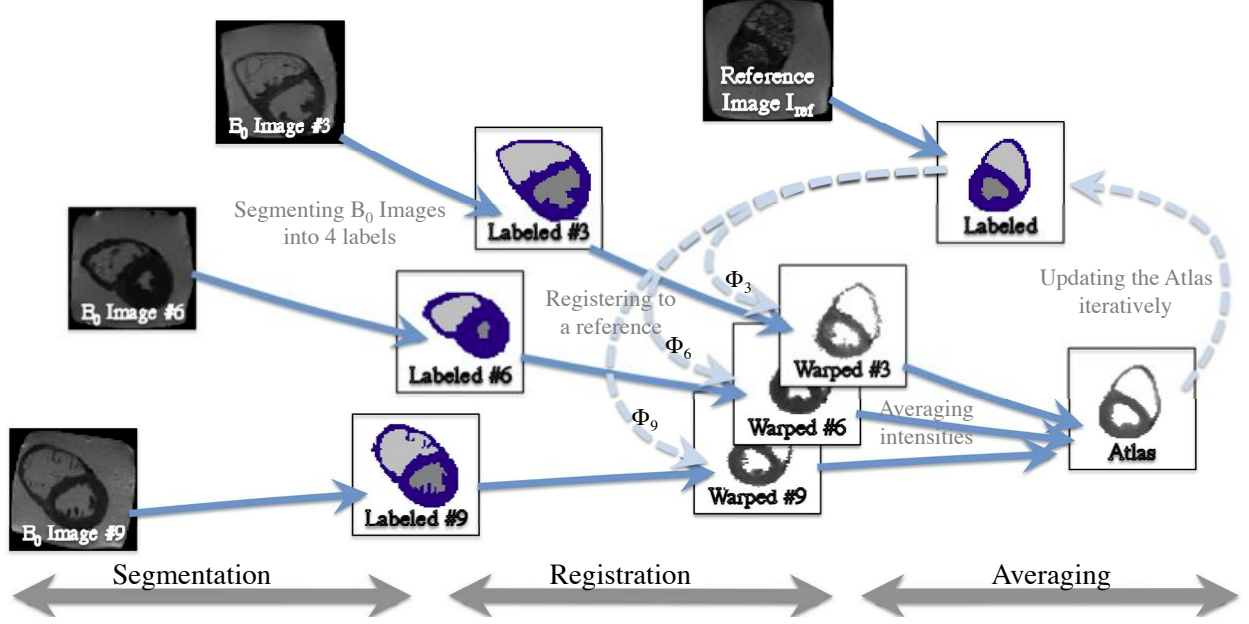 Reference
Image I_ref
B₀ Image #3
Segmenting B₀ Images
into 4 labels
Labeled #3
Labeled
B₀ Image #6
Registering to
a reference
Φ₃
Updating the Atlas
iteratively
Labeled #6
Φ₆
Warped #3
Φ₉
Warped #6
Averaging
intensities
Atlas
B₀ Image #9
Labeled #9
Warped #9
Segmentation
Registration
Averaging